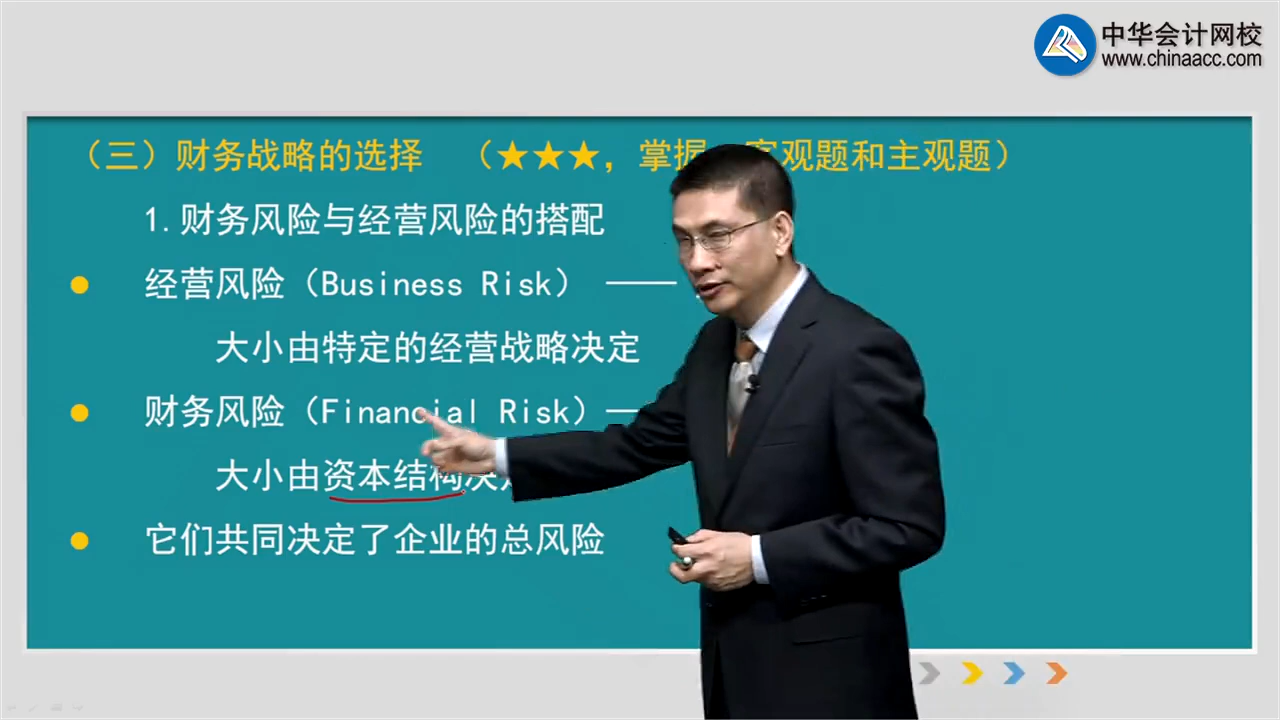 中华会计网校
www.chinaacc.com
（三）财务战略的选择 （★★★，掌握 客观题和主观题）
1.财务风险与经营风险的搭配
经营风险（Business Risk） ——
大小由特定的经营战略决定
财务风险（Financial Risk）—
大小由资本结构决
它们共同决定了企业的总风险